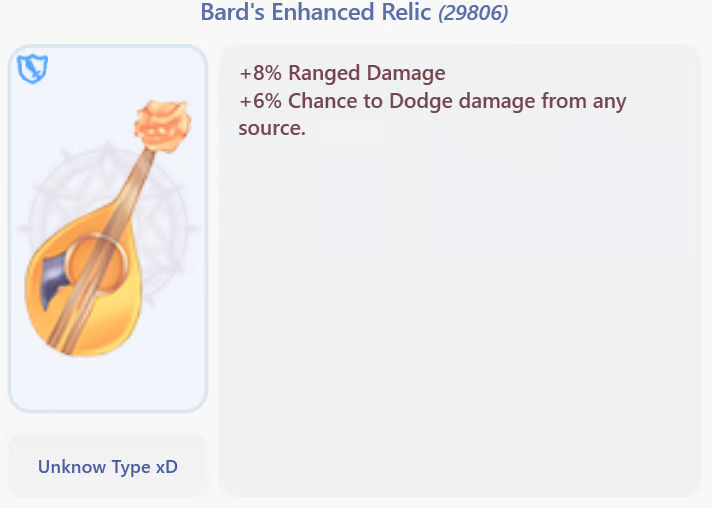 Bard's Enhanced Relic (29806)
+8% Ranged Damage
+6% Chance to Dodge damage from any
source.
Unknow Type xD